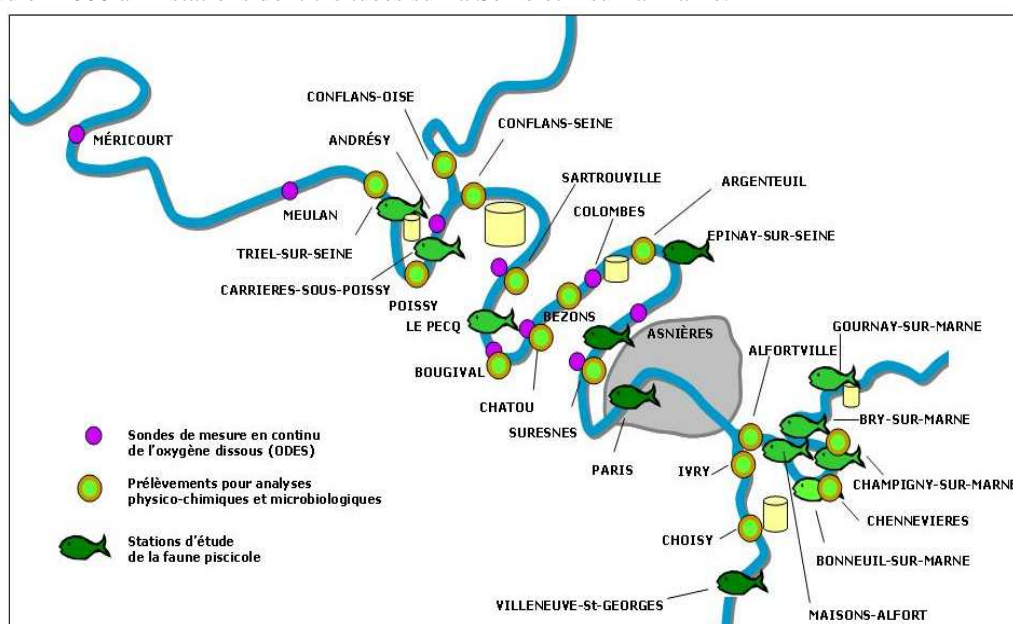 CONFLANS-OISE
CONFLANS-SEINE
ANDRÉSY
MÉRICOURT
SARTROUVILLE
ARGENTEUIL
COLOMBES
MEULAN
EPINAY-SUR-SEINE
TRIEL-SUR-SEINE
CARRIERES-SOUS-POISSY
POISSY
LE PECQ
BEZONS
ASNIÈRES
GOURNAY-SUR-MARNE
ALFORTVILLE
BOUGIVAL
CHATOU
SURESNES
BRY-SUR-MARNE
PARIS
IVRY
CHAMPIGNY-SUR-MARNE
CHENNEVIERES
CHOISY
BONNEUIL-SUR-MARNE
VILLENEUVE-St-GEORGES
MAISONS-ALFORT
Sondes de mesure en continu
de l'oxygène dissous (ODES)
Prélèvements pour analyses
physico-chimiques et microbiologiques
Stations d'étude
de la faune piscicole